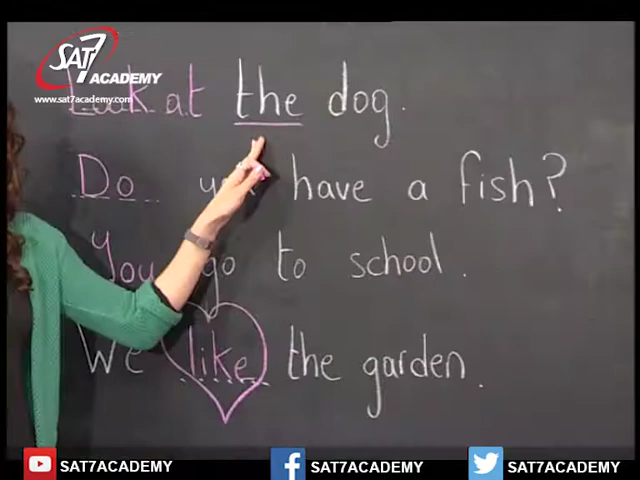 SAT7
ACADEMY
www.sat7academy.com
Look at the dog.
Do you have a fish?
You go to school.
We like the garden.
SAT7ACADEMY
SAT7ACADEMY
SAT7ACADEMY